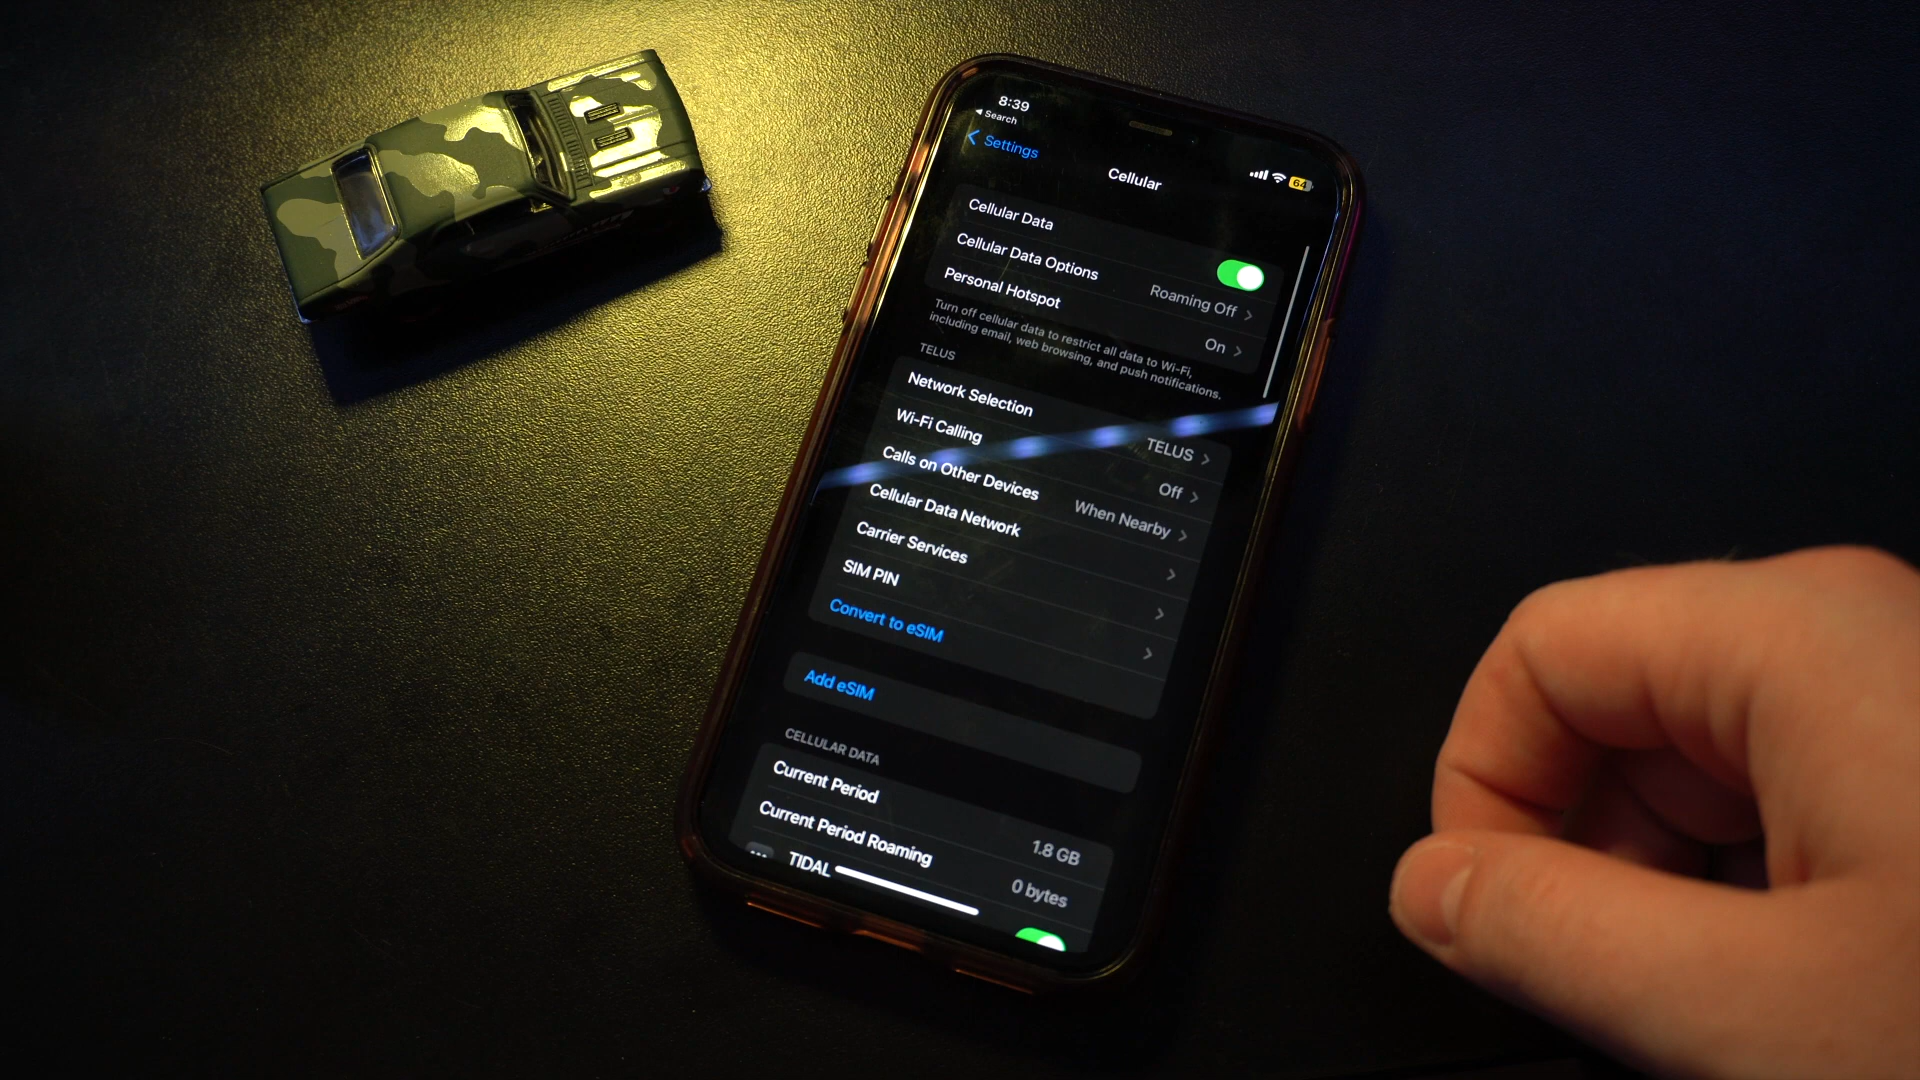 8:39
Search
Settings
64
Cellular
Cellular Data
Cellular Data Options
Roaming Off
Personal Hotspot
On
Turn off cellular data to restrict all data to Wi-Fi,
including email, web browsing, and push notifications.
TELUS
Network Selection
TELUS
Wi-Fi Calling
Off
Calls on Other Devices
When Nearby
Cellular Data Network
Carrier Services
SIM PIN
Convert to eSIM
Add eSIM
CELLULAR DATA
Current Period
1.8 GB
Current Period Roaming
0 bytes
TIDAL